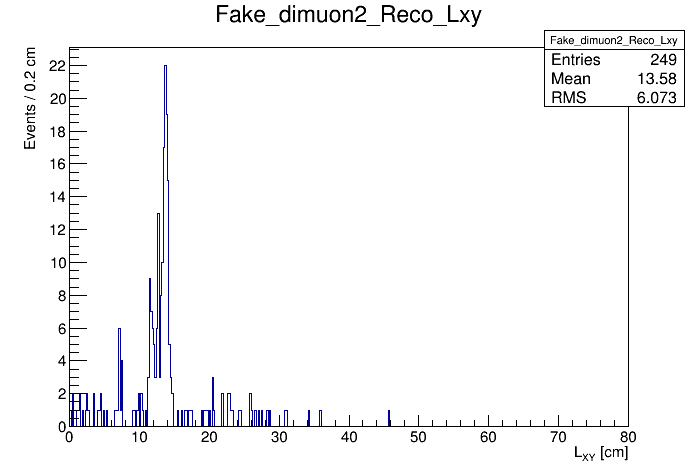 Fake_dimuon2_Reco_Lxy
Fake_dimuon2_Reco_Lxy
Entries 249
Mean 13.58
RMS 6.073
Events / 0.2 cm
22
20
18
16
14
12
10
8
6
4
2
0
0 10 20 30 40 50 60 70 80
L_XY [cm]